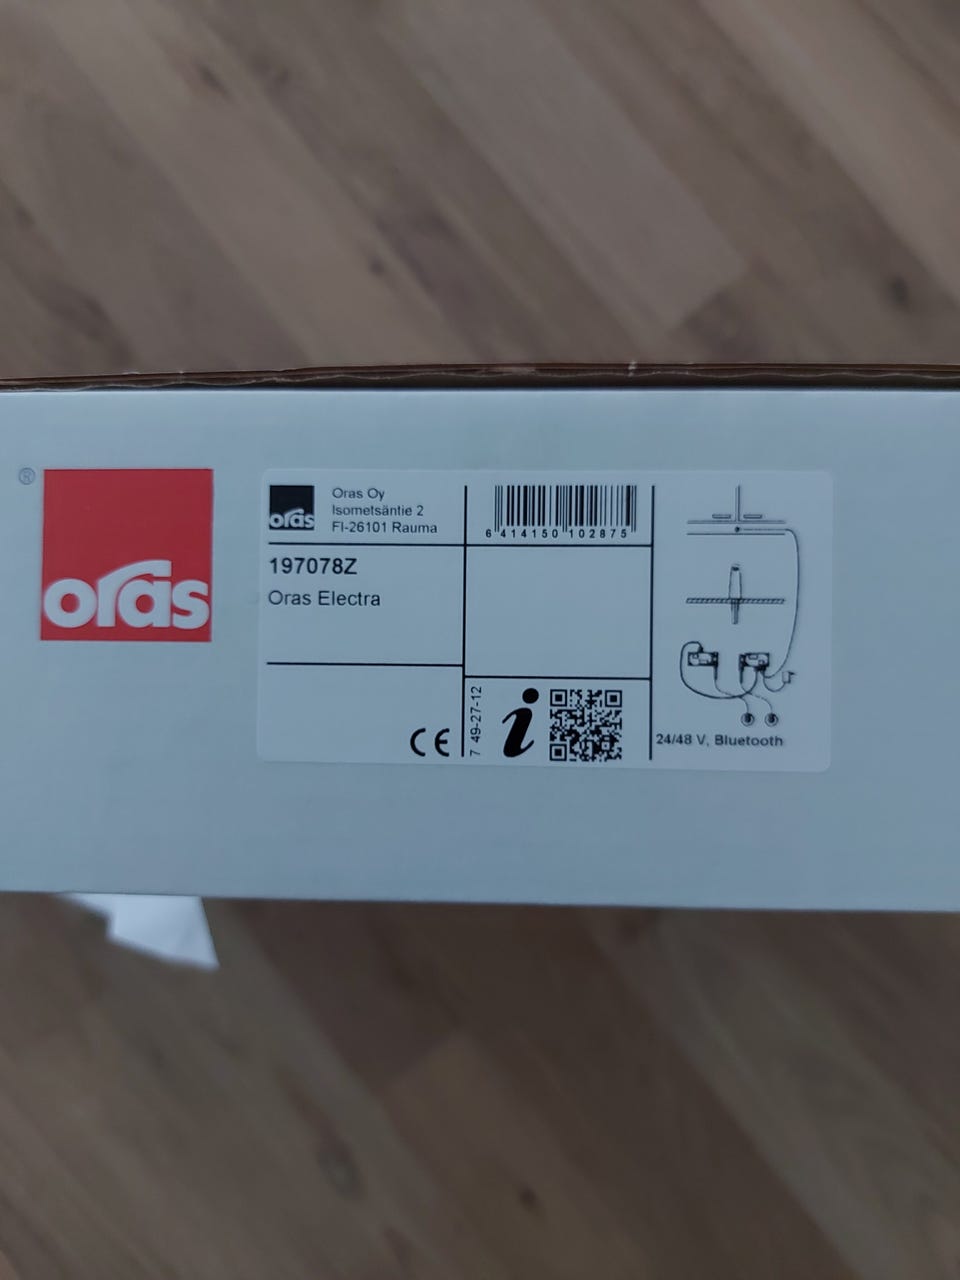 ®
oras
oras
Oras Oy
Isometsäntie 2
FI-26101 Rauma
6 414150 102875
197078Z
Oras Electra
CE
7 49-27-12
i
24/48 V, Bluetooth